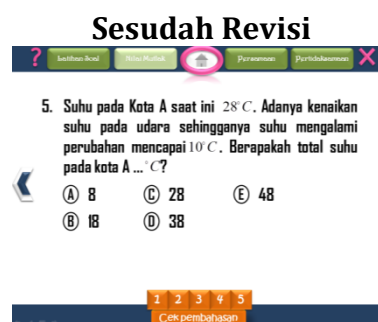 Sesudah Revisi
? Latihan Soal Nilai Mutlak Persamaan Pertidaksamaan X
5. Suhu pada Kota A saat ini 28°C. Adanya kenaikan
suhu pada udara sehingganya suhu mengalami
perubahan mencapai 10°C. Berapakah total suhu
pada kota A ... °C?
A 8 C 28 E 48
B 18 D 38
1 2 3 4 5
Cek pembahasan